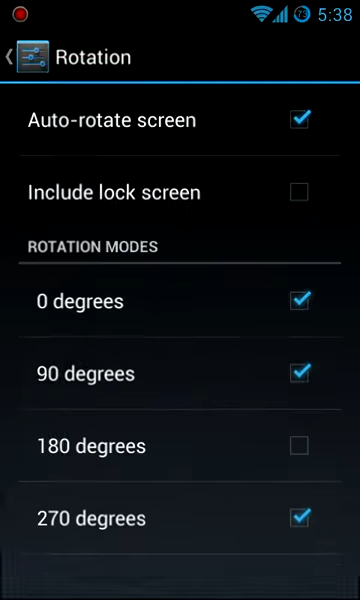 73 5:38
Rotation
Auto-rotate screen
Include lock screen
ROTATION MODES
0 degrees
90 degrees
180 degrees
270 degrees